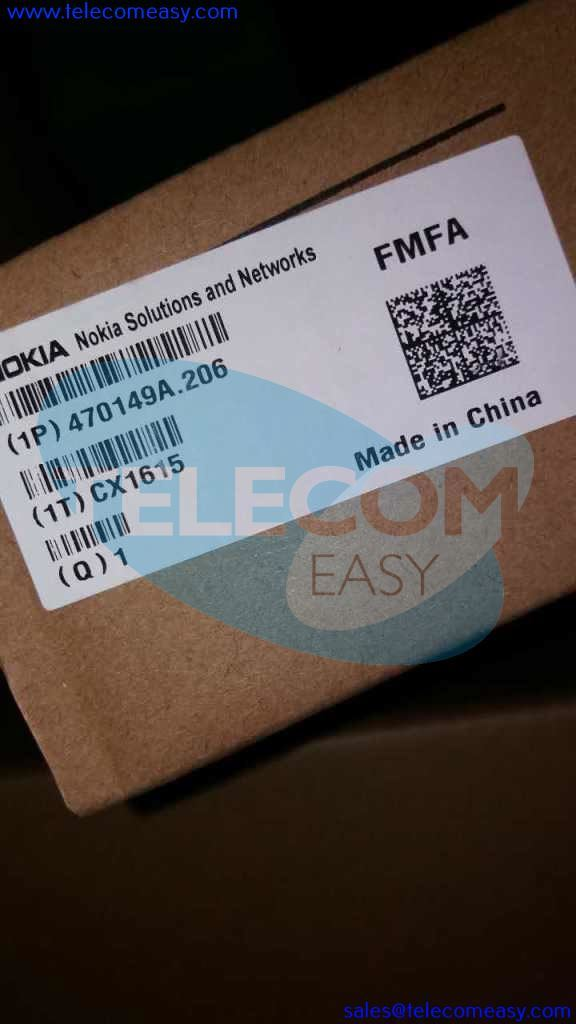 www.telecomeasy.com
FMFA
NOKIA Nokia Solutions and Networks
(1P) 470149A.206
(1T) CX1615
(Q) 1
Made in China
TELECOM
EASY
sales@telecomeasy.com